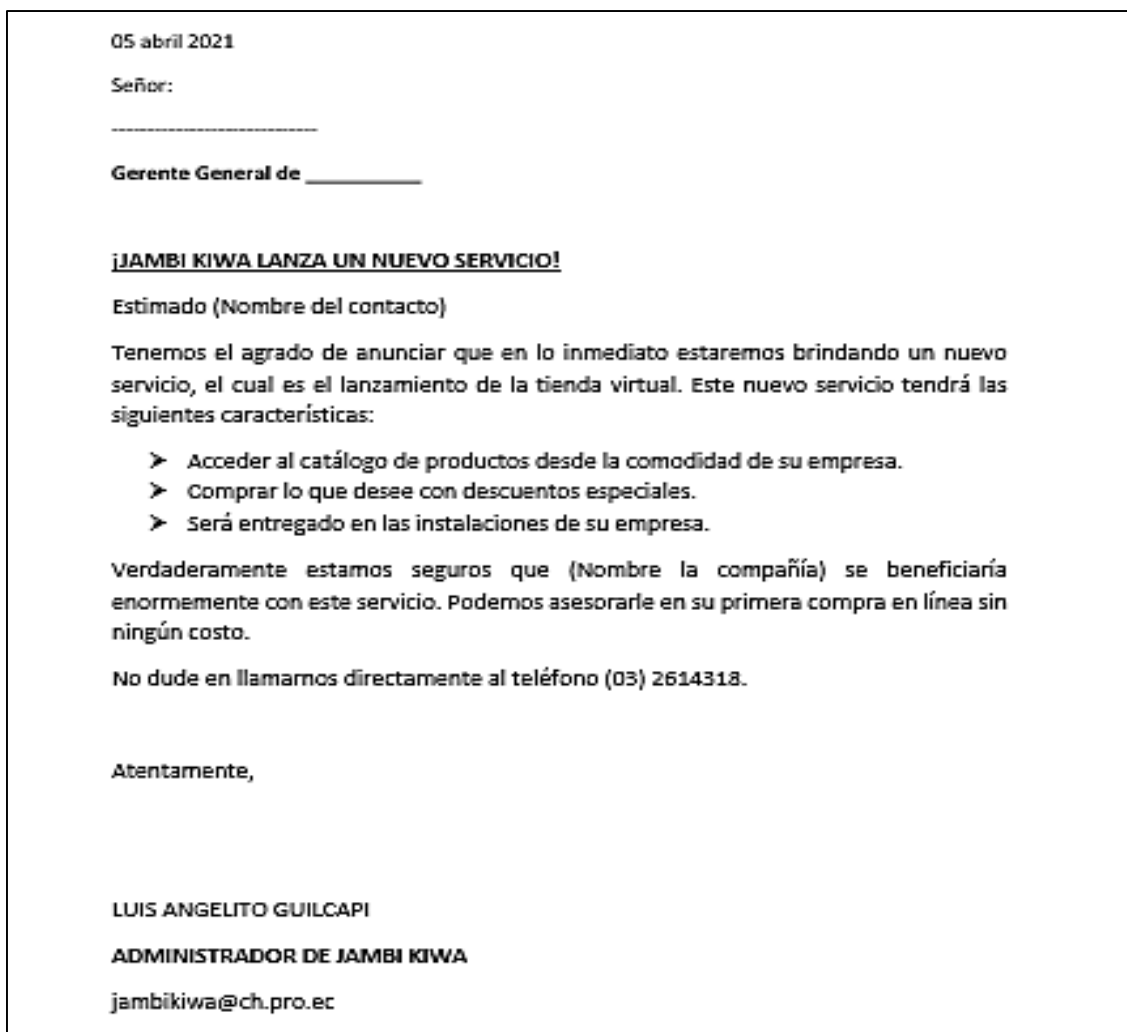 05 abril 2021
Señor:
-----------------------------
Gerente General de ___________
¡JAMBI KIWA LANZA UN NUEVO SERVICIO!
Estimado (Nombre del contacto)
Tenemos el agrado de anunciar que en lo inmediato estaremos brindando un nuevo
servicio, el cual es el lanzamiento de la tienda virtual. Este nuevo servicio tendrá las
siguientes características:
➤ Acceder al catálogo de productos desde la comodidad de su empresa.
➤ Comprar lo que desee con descuentos especiales.
➤ Será entregado en las instalaciones de su empresa.
Verdaderamente estamos seguros que (Nombre la compañía) se beneficiaría
enormemente con este servicio. Podemos asesorarle en su primera compra en línea sin
ningún costo.
No dude en llamarnos directamente al teléfono (03) 2614318.
Atentamente,
LUIS ANGELITO GUILCAPI
ADMINISTRADOR DE JAMBI KIWA
jambikiwa@ch.pro.ec